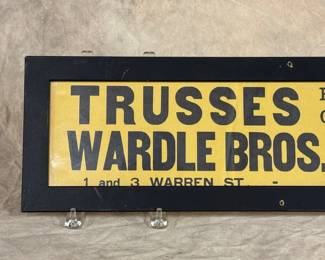 TRUSSES
WARDLE BROS.
1 and 3 WARREN ST. -